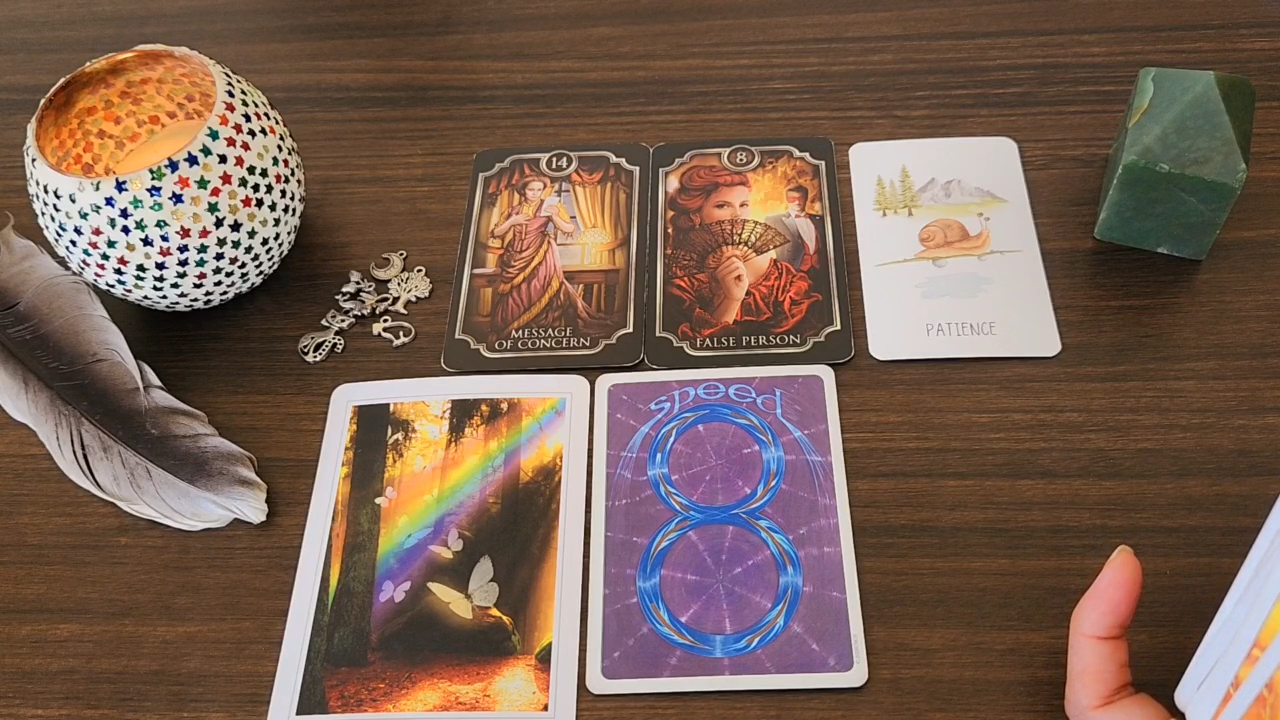 14
MESSAGE
OF CONCERN
8
FALSE PERSON
PATIENCE
speed
8